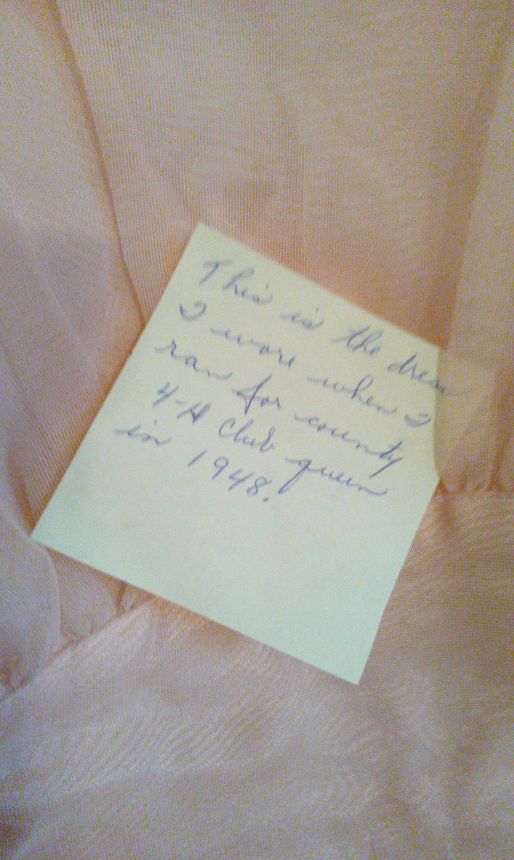 This is the dress
I wore when I
ran for county
4-H Club queen
in 1948.